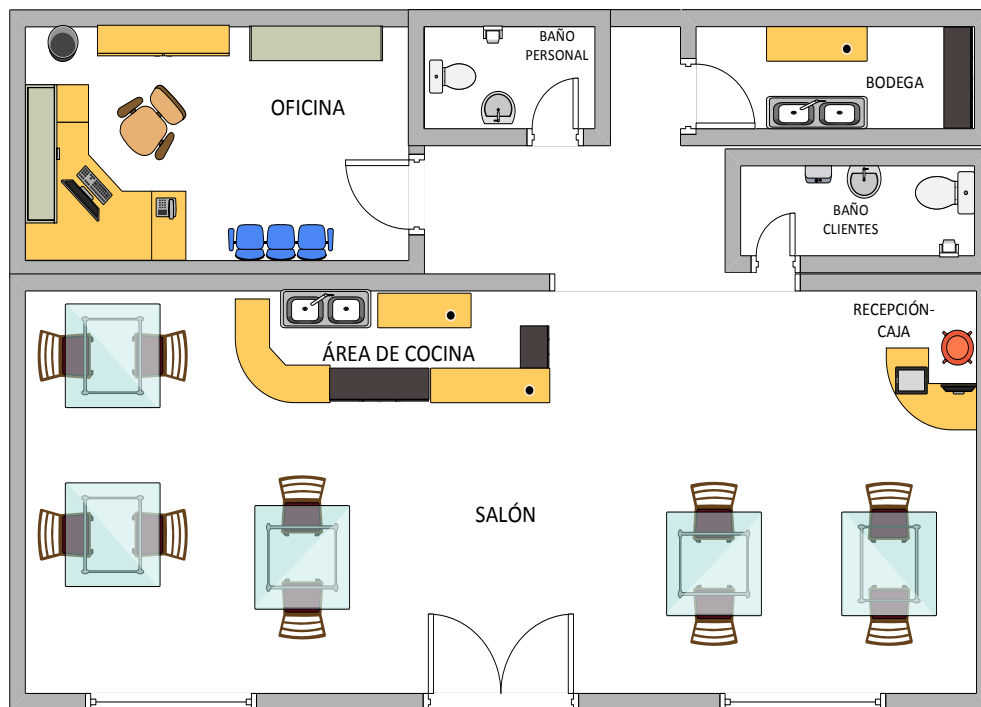 BAÑO
PERSONAL
BODEGA
OFICINA
BAÑO
CLIENTES
RECEPCIÓN-
CAJA
ÁREA DE COCINA
SALÓN